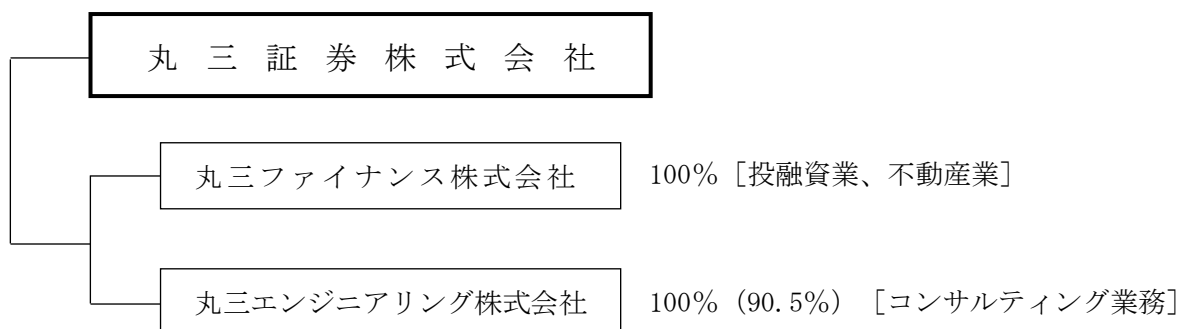 丸三証券株式会社
丸三ファイナンス株式会社 100% [投融資業、不動産業]
丸三エンジニアリング株式会社 100% (90.5%) [コンサルティング業務]